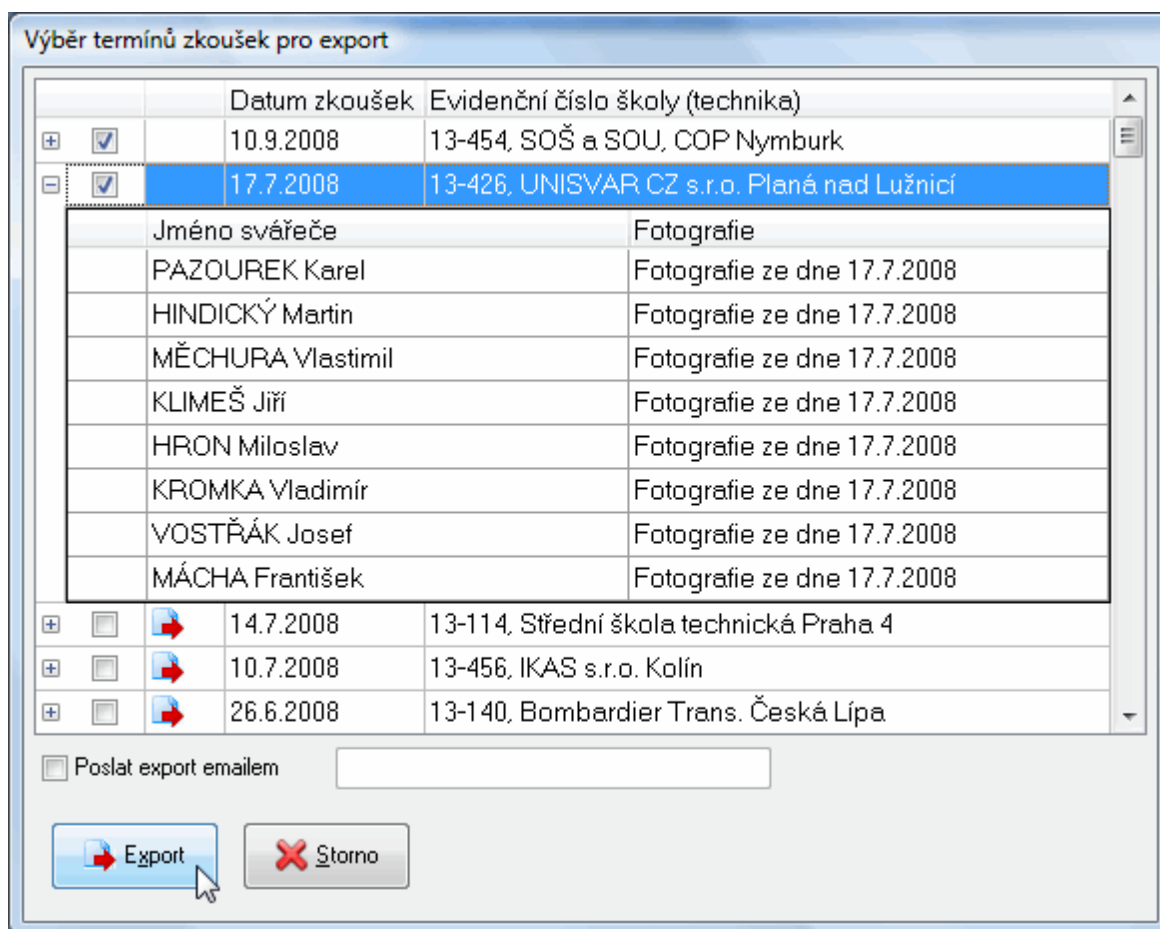 Výběr termínů zkoušek pro export
Datum zkoušek Evidenční číslo školy (technika)
10.9.2008 13-454, SOŠ a SOU, COP Nymburk
17.7.2008 13-426, UNISVAR CZ s.r.o. Planá nad Lužnicí
Jméno svářeče Fotografie
PAZOUREK Karel Fotografie ze dne 17.7.2008
HINDICKÝ Martin Fotografie ze dne 17.7.2008
MĚCHURA Vlastimil Fotografie ze dne 17.7.2008
KLIMEŠ Jiří Fotografie ze dne 17.7.2008
HRON Miloslav Fotografie ze dne 17.7.2008
KROMKA Vladimír Fotografie ze dne 17.7.2008
VOSTŘÁK Josef Fotografie ze dne 17.7.2008
MÁCHA František Fotografie ze dne 17.7.2008
14.7.2008 13-114, Střední škola technická Praha 4
10.7.2008 13-456, IKAS s.r.o. Kolín
26.6.2008 13-140, Bombardier Trans. Česká Lípa
Poslat export emailem
Export Storno